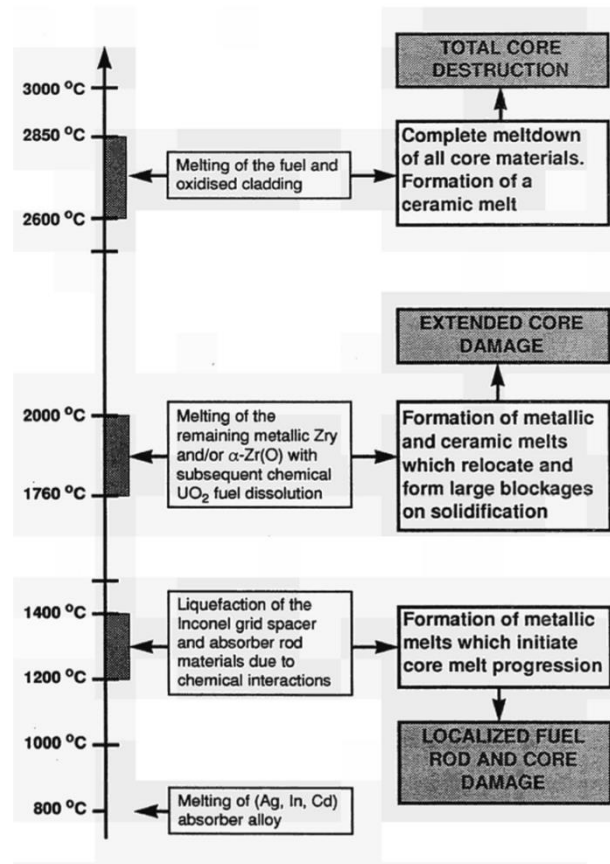 TOTAL CORE
DESTRUCTION
3000 °C
2850 °C
Melting of the fuel and
oxidised cladding
Complete meltdown
of all core materials.
Formation of a
ceramic melt
2600 °C
EXTENDED CORE
DAMAGE
2000 °C
Melting of the
remaining metallic Zry
and/or α-Zr(O) with
subsequent chemical
UO₂ fuel dissolution
Formation of metallic
and ceramic melts
which relocate and
form large blockages
on solidification
1760 °C
1400 °C
Liquefaction of the
Inconel grid spacer
and absorber rod
materials due to
chemical interactions
Formation of metallic
melts which initiate
core melt progression
1200 °C
1000 °C
LOCALIZED FUEL
ROD AND CORE
DAMAGE
800 °C
Melting of (Ag, In, Cd)
absorber alloy